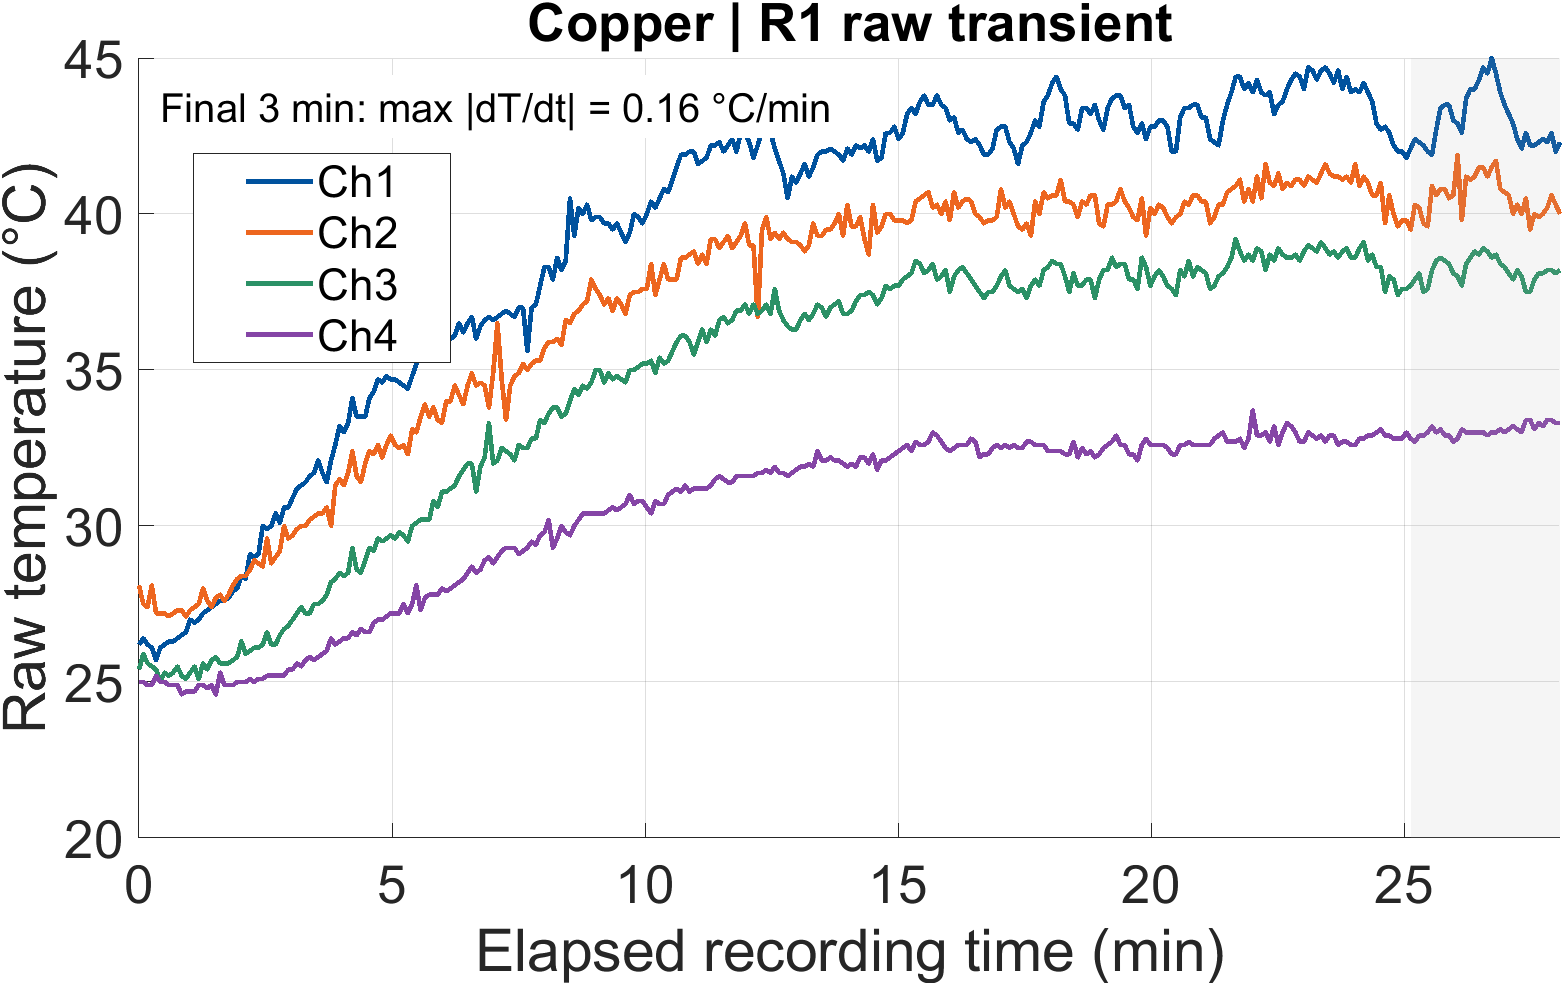 Copper | R1 raw transient
Final 3 min: max |dT/dt| = 0.16 °C/min
Ch1
Ch2
Ch3
Ch4
Raw temperature (°C)
45
40
35
30
25
20
0 5 10 15 20 25
Elapsed recording time (min)